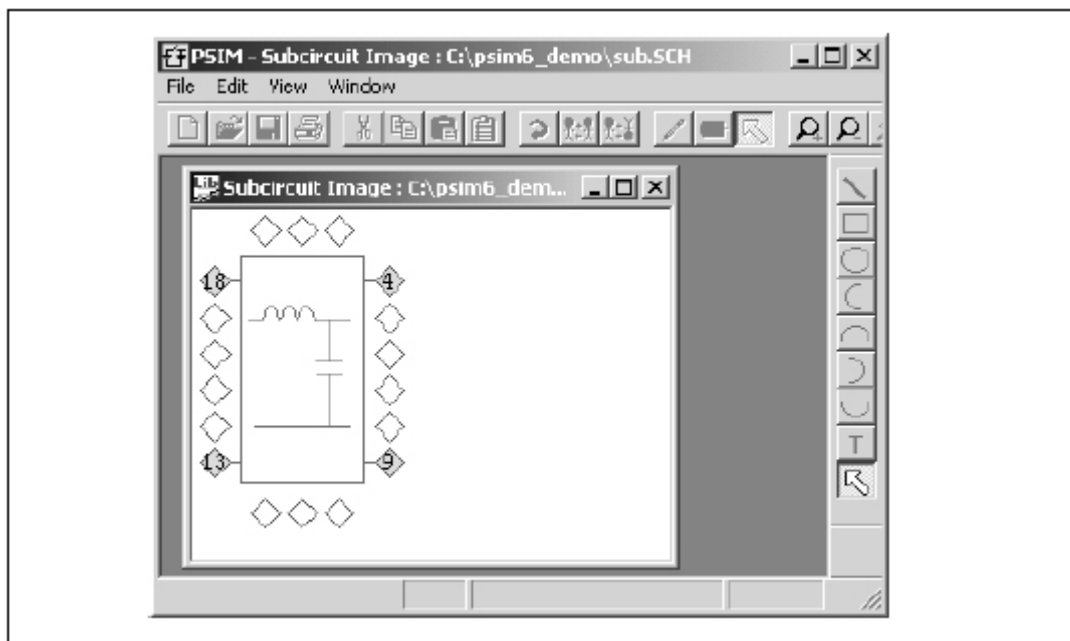 PSIM - Subcircuit Image : C:\psim6_demo\sub.SCH
File Edit View Window
Subcircuit Image : C:\psim6_dem...
18 4
13 9
T